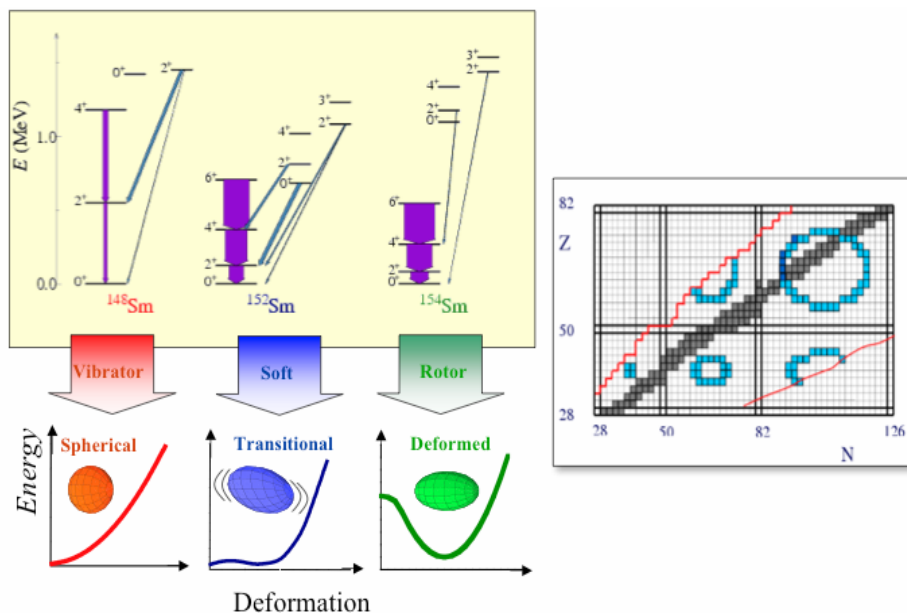 E (MeV)
1.0
0.0
0⁺ 2⁺
4⁺
2⁺
0⁺
¹⁴⁸Sm
3⁺
4⁺ 2⁺
2⁺
6⁺ 0⁺
4⁺
2⁺
0⁺
¹⁵²Sm
3⁺
2⁺
4⁺
2⁺
0⁺
6⁺
4⁺
2⁺
0⁺
¹⁵⁴Sm
Vibrator
Soft
Rotor
Energy
Spherical
Transitional
Deformed
Deformation
82
Z
50
28
28 50 82 126
N